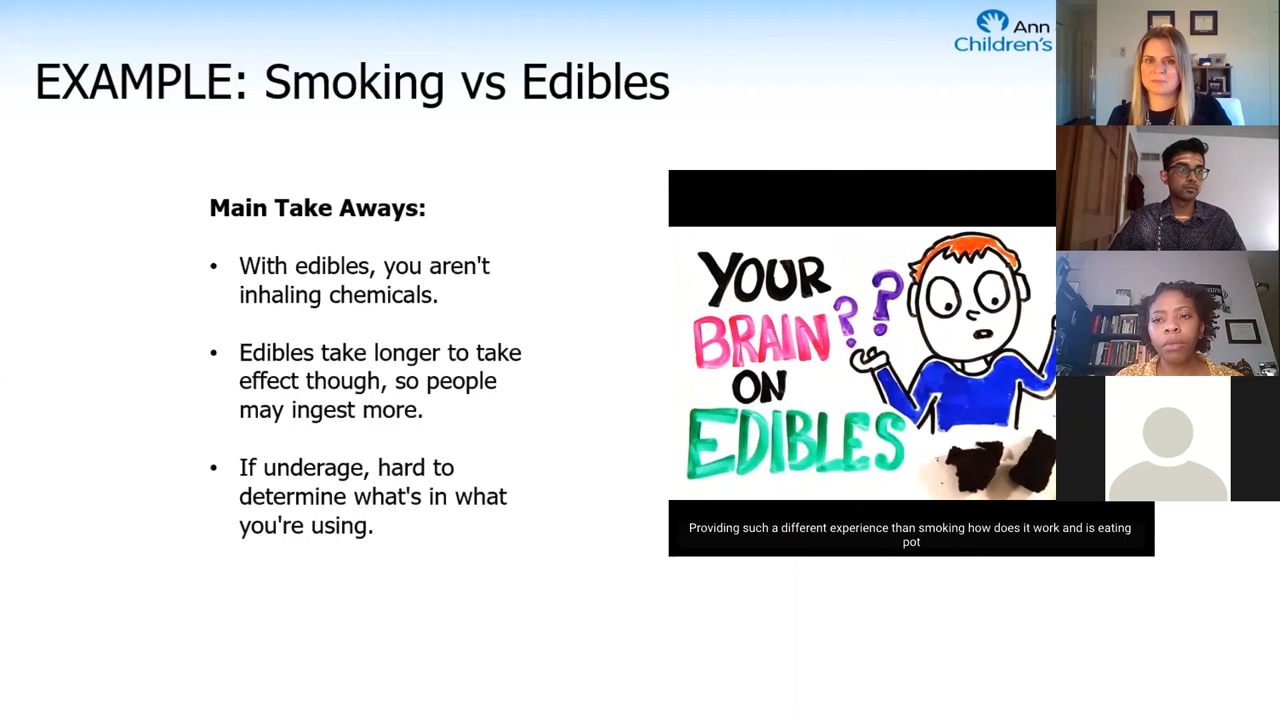 Ann
Children's
EXAMPLE: Smoking vs Edibles
Main Take Aways:
• With edibles, you aren't
inhaling chemicals.
• Edibles take longer to take
effect though, so people
may ingest more.
• If underage, hard to
determine what's in what
you're using.
YOUR
BRAIN ??
ON
EDIBLES
Providing such a different experience than smoking how does it work and is eating
pot